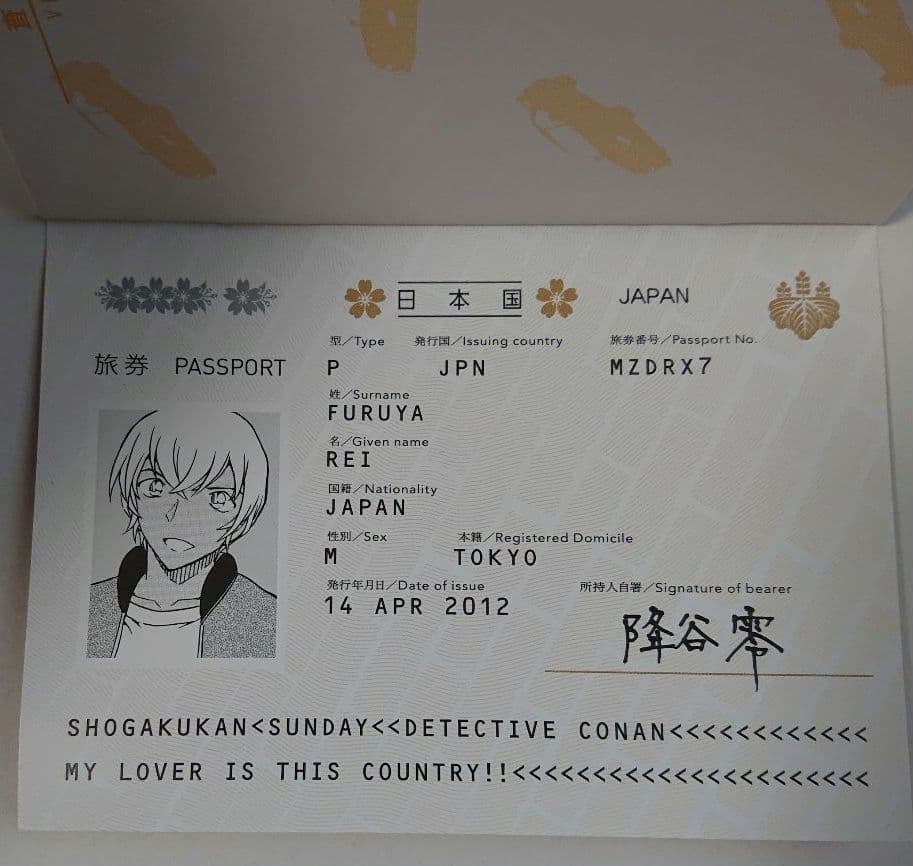 日本国 JAPAN
旅券 PASSPORT
型/Type 発行国/Issuing country 旅券番号/Passport No.
P JPN MZDRX7
姓/Surname
FURUYA
名/Given name
REI
国籍/Nationality
JAPAN
性別/Sex 本籍/Registered Domicile
M TOKYO
発行年月日/Date of issue 所持人自署/Signature of bearer
14 APR 2012
降谷零
SHOGAKUKAN<SUNDAY<<DETECTIVE CONAN<<<<<<<<<<<<
MY LOVER IS THIS COUNTRY!!<<<<<<<<<<<<<<<<<<<<<